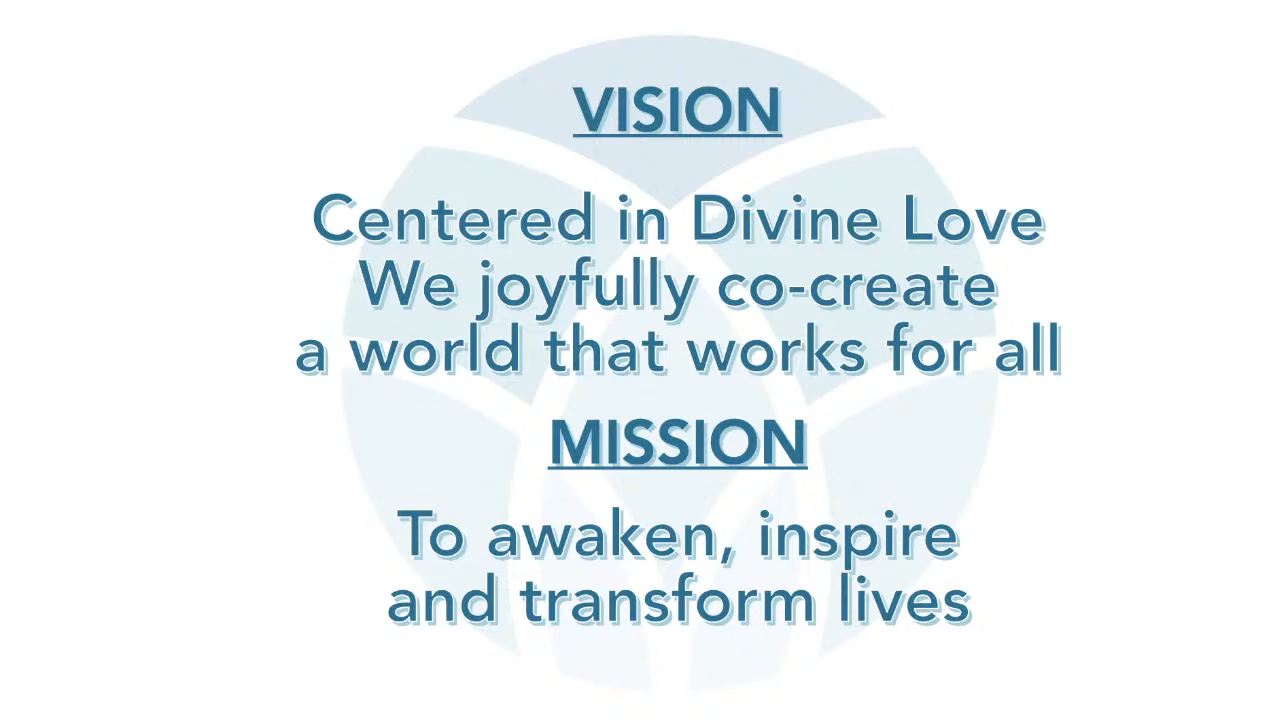 VISION
Centered in Divine Love
We joyfully co-create
a world that works for all
MISSION
To awaken, inspire
and transform lives